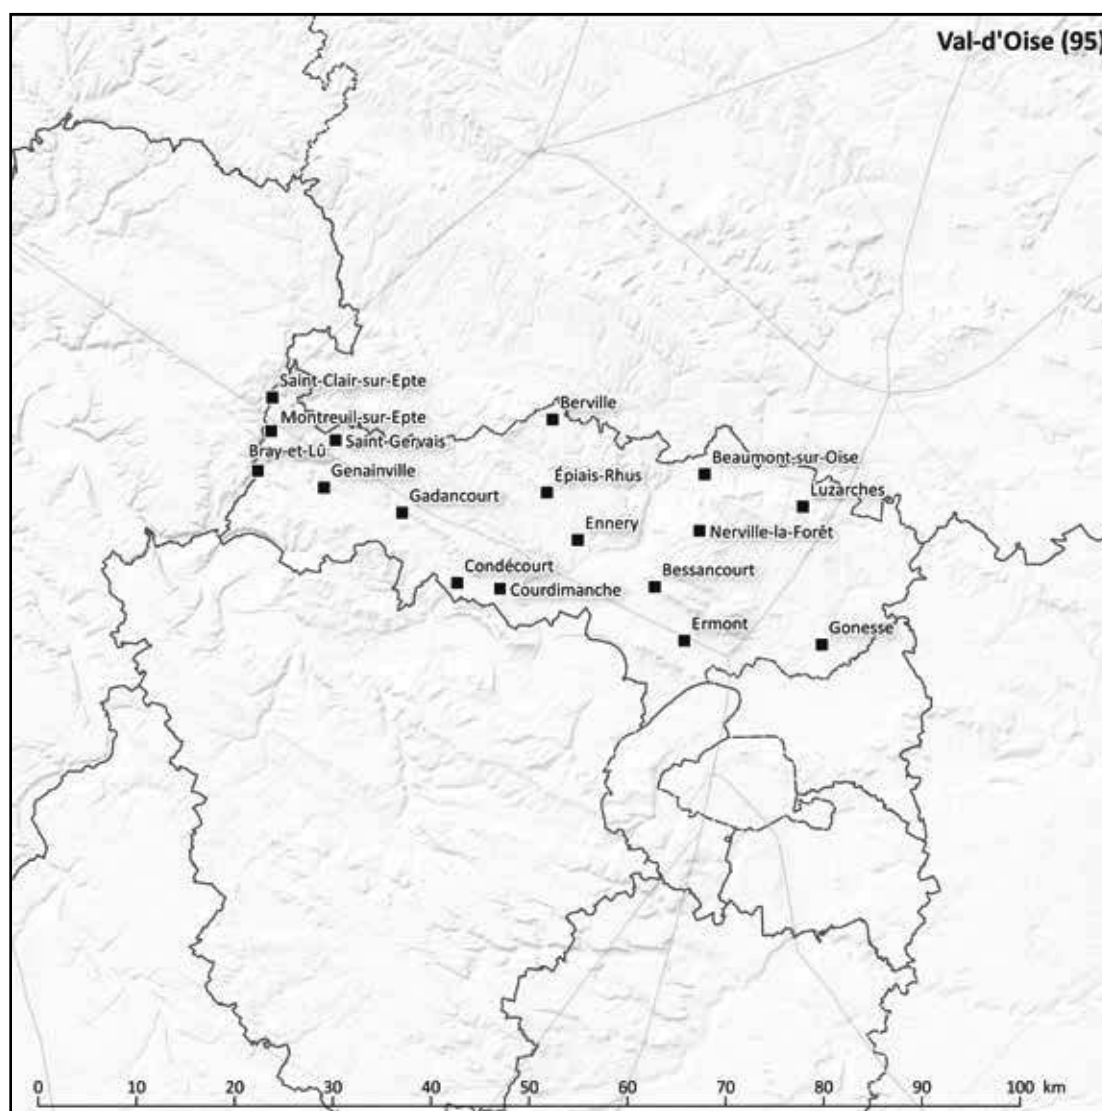 Val-d'Oise (95)
Saint-Clair-sur-Epte
Berville
Montreuil-sur-Epte
Saint-Gervais
Bray-et-Lû
Beaumont-sur-Oise
Genainville
Épiais-Rhus
Luzarches
Gadancourt
Ennery
Nerville-la-Forêt
Condécourt
Bessancourt
Courdimanche
Ermont
Gonesse
0 10 20 30 40 50 60 70 80 90 100 km